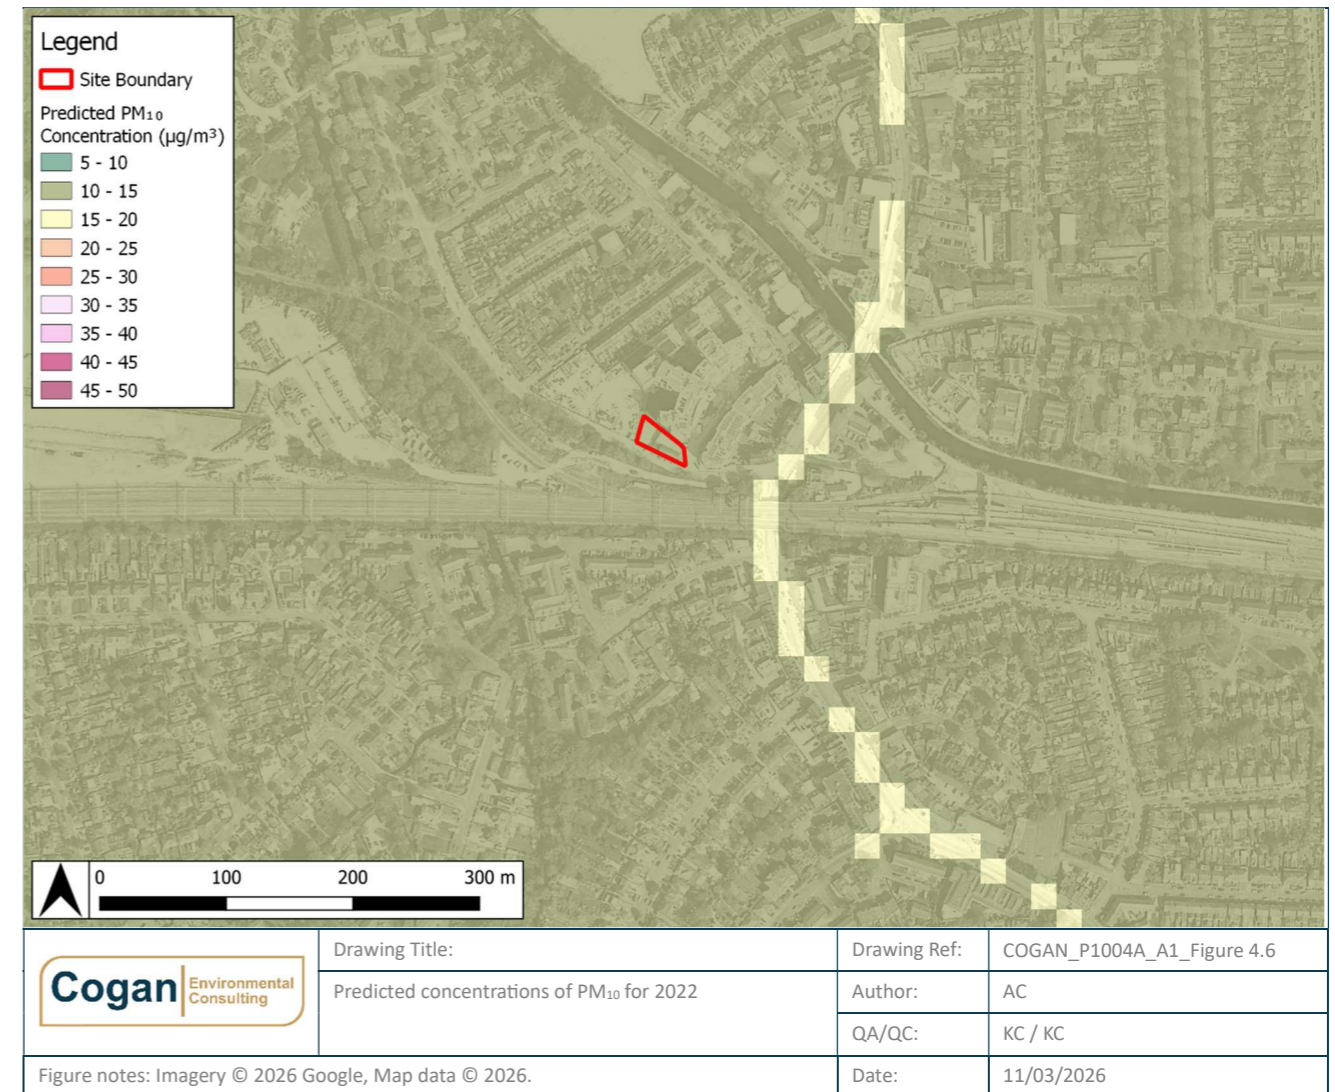 Legend
Site Boundary
Predicted PM₁₀
Concentration (µg/m³)
5 - 10
10 - 15
15 - 20
20 - 25
25 - 30
30 - 35
35 - 40
40 - 45
45 - 50
0 100 200 300 m
Cogan Environmental
Consulting
Drawing Title:
Predicted concentrations of PM₁₀ for 2022
Drawing Ref: COGAN_P1004A_A1_Figure 4.6
Author: AC
QA/QC: KC / KC
Figure notes: Imagery © 2026 Google, Map data © 2026.
Date: 11/03/2026